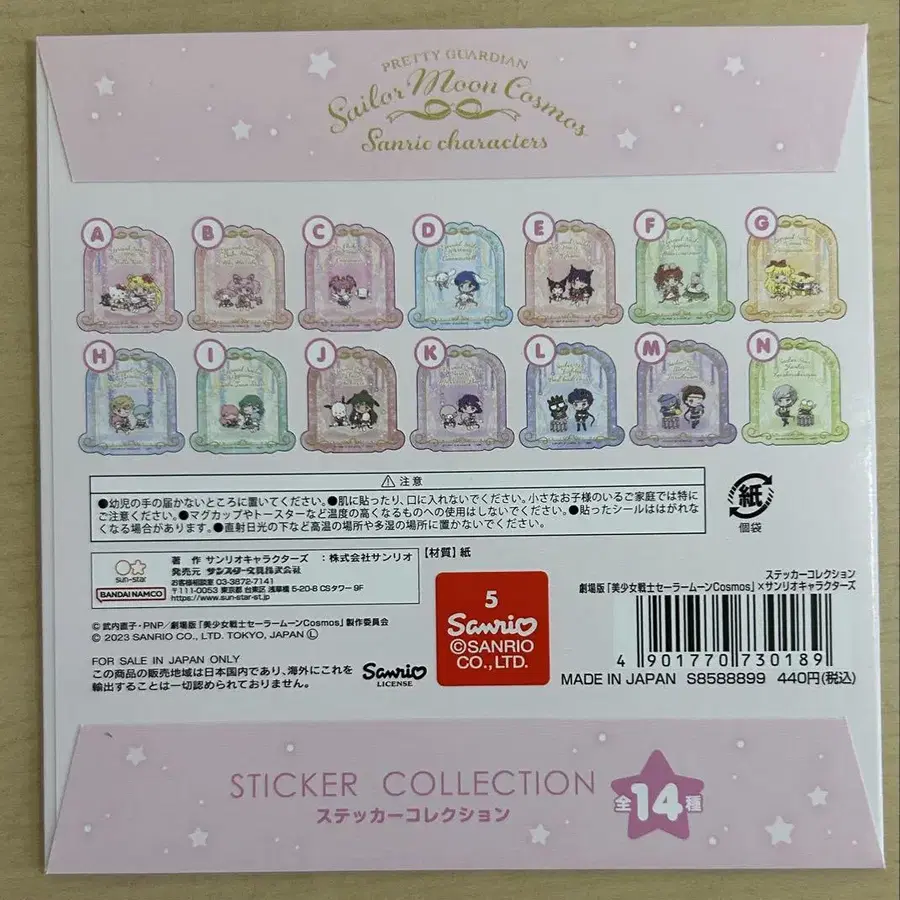 PRETTY GUARDIAN
Sailor Moon Cosmos
Sanrio characters
A B C D E F G
H I J K L M N
⚠ 注意
●幼児の手の届かないところに置いてください。●肌に貼ったり、口に入れないでください。小さなお子様のいるご家庭では特に
ご注意ください。●マグカップやトースターなど温度の高くなるものへの使用はしないでください。●貼ったシールははがれな
くなる場合があります。●直射日光の下など高温の場所や多湿の場所に置かないでください。
紙
個袋
sun-star
BANDAI NAMCO
著作 サンリオキャラクターズ :株式会社サンリオ
発売元 サンスター文具株式会社
お客様相談室 03-3872-7141
〒111-0053 東京都 台東区 浅草橋 5-20-8 CSタワー 9F
https://www.sun-star-st.jp/
【材質】紙
© 武内直子・PNP/劇場版「美少女戦士セーラームーンCosmos」製作委員会
© 2023 SANRIO CO., LTD. TOKYO, JAPAN Ⓛ
FOR SALE IN JAPAN ONLY
この商品の販売地域は日本国内であり、海外にこれを
輸出することは一切認められておりません。
Sanrio
LICENSE
5
Sanrio
©SANRIO
CO., LTD.
ステッカーコレクション
劇場版「美少女戦士セーラームーンCosmos」×サンリオキャラクターズ
4 901770 730189
MADE IN JAPAN S8588899 440円(税込)
STICKER COLLECTION
ステッカーコレクション
全14種